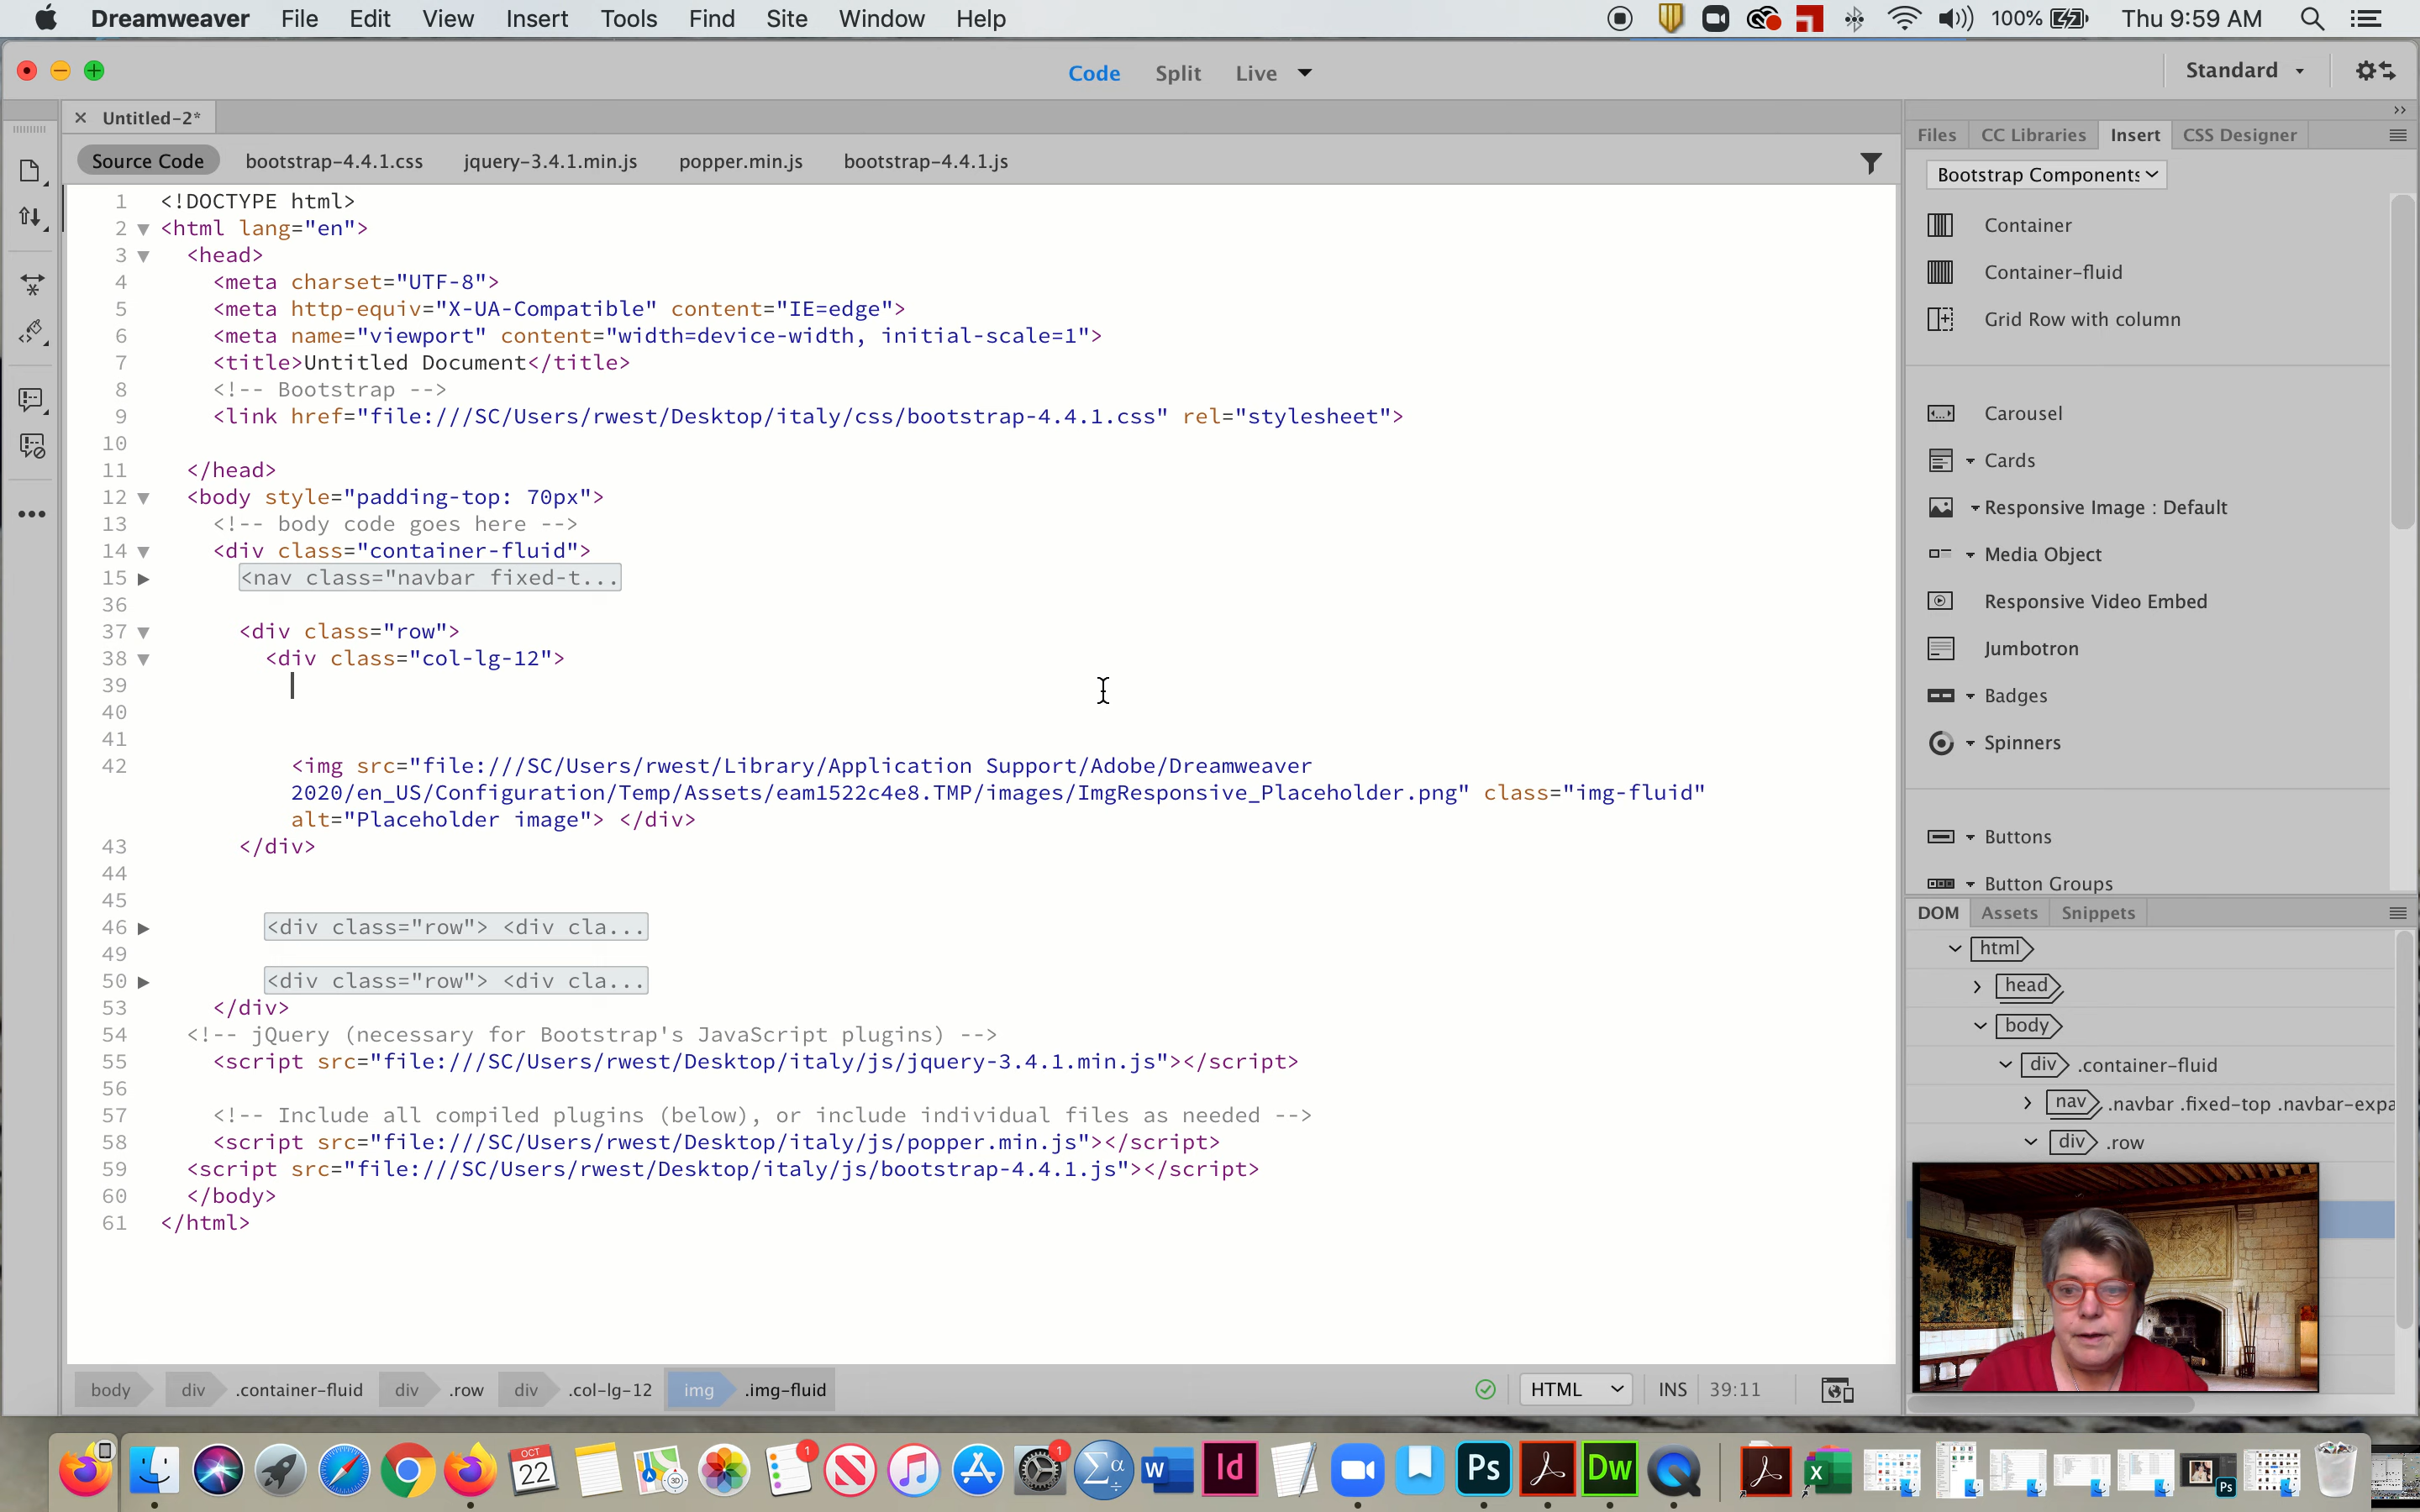 Dreamweaver File Edit View Insert Tools Find Site Window Help 100% Thu 9:59 AM
Code Split Live Standard
Untitled-2*
Source Code bootstrap-4.4.1.css jquery-3.4.1.min.js popper.min.js bootstrap-4.4.1.js
1 <!DOCTYPE html>
2 <html lang="en">
3 <head>
4 <meta charset="UTF-8">
5 <meta http-equiv="X-UA-Compatible" content="IE=edge">
6 <meta name="viewport" content="width=device-width, initial-scale=1">
7 <title>Untitled Document</title>
8 <!-- Bootstrap -->
9 <link href="file:///SC/Users/rwest/Desktop/italy/css/bootstrap-4.4.1.css" rel="stylesheet">
10
11 </head>
12 <body style="padding-top: 70px">
13 <!-- body code goes here -->
14 <div class="container-fluid">
15 <nav class="navbar fixed-t...
36
37 <div class="row">
38 <div class="col-lg-12">
39
40
41
42 <img src="file:///SC/Users/rwest/Library/Application Support/Adobe/Dreamweaver
2020/en_US/Configuration/Temp/Assets/eam1522c4e8.TMP/images/ImgResponsive_Placeholder.png" class="img-fluid"
alt="Placeholder image"> </div>
43 </div>
44
45
46 <div class="row"> <div cla...
49
50 <div class="row"> <div cla...
53 </div>
54 <!-- jQuery (necessary for Bootstrap's JavaScript plugins) -->
55 <script src="file:///SC/Users/rwest/Desktop/italy/js/jquery-3.4.1.min.js"></script>
56
57 <!-- Include all compiled plugins (below), or include individual files as needed -->
58 <script src="file:///SC/Users/rwest/Desktop/italy/js/popper.min.js"></script>
59 <script src="file:///SC/Users/rwest/Desktop/italy/js/bootstrap-4.4.1.js"></script>
60 </body>
61 </html>
body div .container-fluid div .row div .col-lg-12 img .img-fluid HTML INS 39:11
Files CC Libraries Insert CSS Designer
Bootstrap Components
Container
Container-fluid
Grid Row with column
Carousel
Cards
Responsive Image : Default
Media Object
Responsive Video Embed
Jumbotron
Badges
Spinners
Buttons
Button Groups
DOM Assets Snippets
html
head
body
div .container-fluid
nav .navbar .fixed-top .navbar-expa
div .row
OCT
22
3D
1
1
W
Id
Ps
Dw
X
Ps